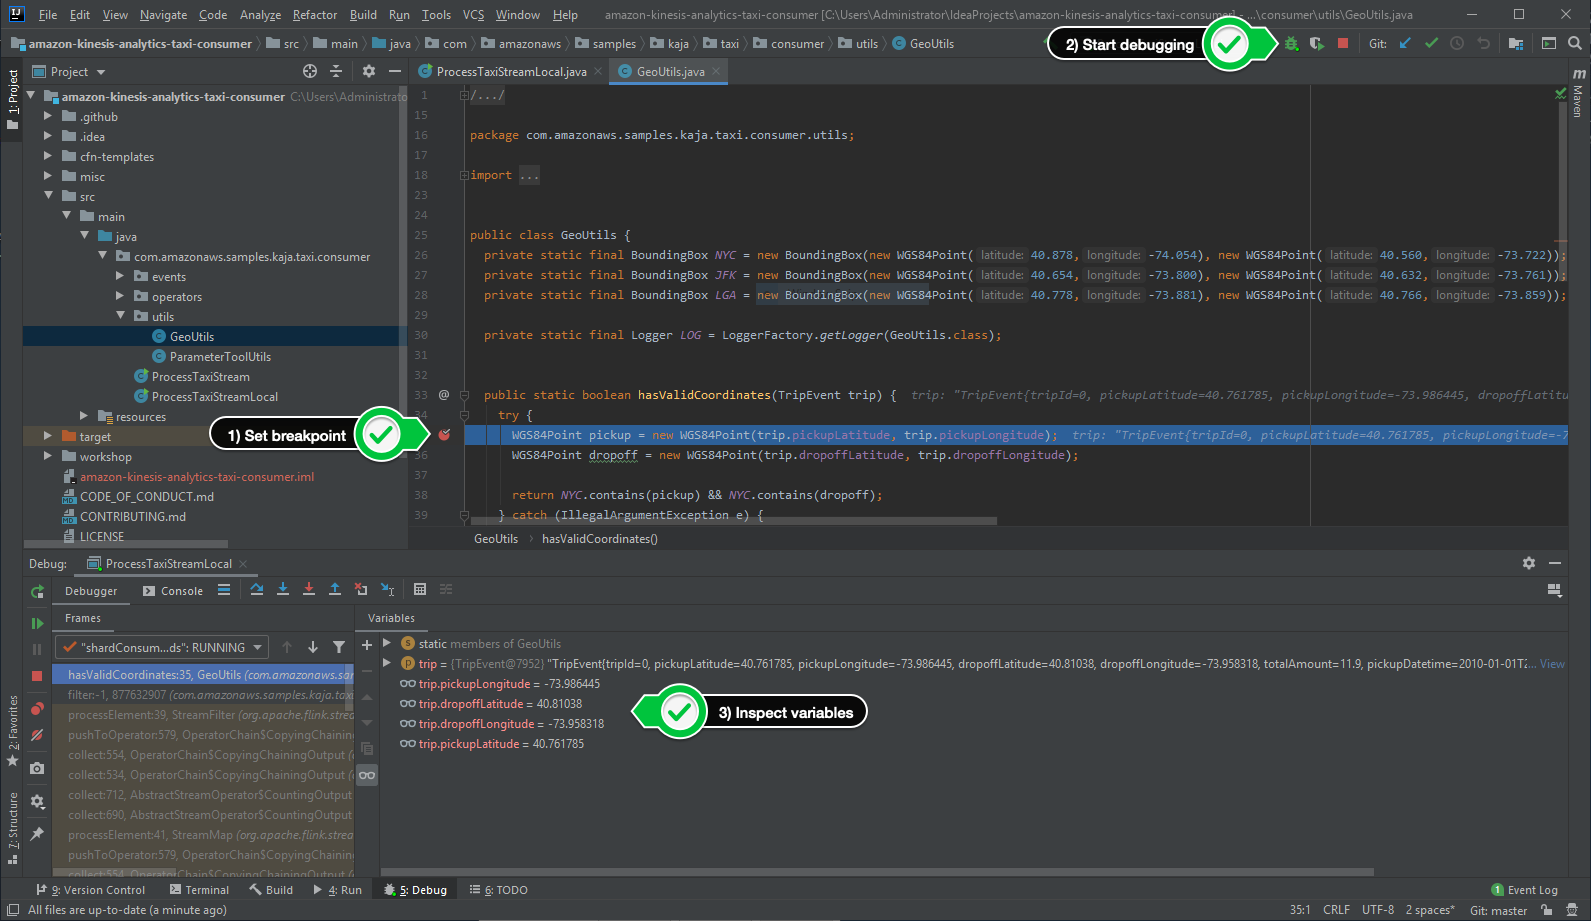 File Edit View Navigate Code Analyze Refactor Build Run Tools VCS Window Help amazon-kinesis-analytics-taxi-consumer [C:\Users\Administrator\IdeaProjects\amazon-kinesis-analytics-taxi-consumer] - ...\consumer\utils\GeoUtils.java
amazon-kinesis-analytics-taxi-consumer src main java com amazonaws samples kaja taxi consumer utils GeoUtils
2) Start debugging
Git:
Project
ProcessTaxiStreamLocal.java
GeoUtils.java
1: Project
Maven
amazon-kinesis-analytics-taxi-consumer C:\Users\Administrato
.github
.idea
cfn-templates
misc
src
main
java
com.amazonaws.samples.kaja.taxi.consumer
events
operators
utils
GeoUtils
ParameterToolUtils
ProcessTaxiStream
ProcessTaxiStreamLocal
resources
target
workshop
amazon-kinesis-analytics-taxi-consumer.iml
CODE_OF_CONDUCT.md
CONTRIBUTING.md
LICENSE
1) Set breakpoint
1 /.../
15
16 package com.amazonaws.samples.kaja.taxi.consumer.utils;
17
18 import ...
23
24
25 public class GeoUtils {
26 private static final BoundingBox NYC = new BoundingBox(new WGS84Point( latitude: 40.878, longitude: -74.054), new WGS84Point( latitude: 40.560, longitude: -73.722));
27 private static final BoundingBox JFK = new BoundingBox(new WGS84Point( latitude: 40.654, longitude: -73.800), new WGS84Point( latitude: 40.632, longitude: -73.761));
28 private static final BoundingBox LGA = new BoundingBox(new WGS84Point( latitude: 40.778, longitude: -73.881), new WGS84Point( latitude: 40.766, longitude: -73.859));
29
30 private static final Logger LOG = LoggerFactory.getLogger(GeoUtils.class);
31
32
33 @ public static boolean hasValidCoordinates(TripEvent trip) { trip: "TripEvent{tripId=0, pickupLatitude=40.761785, pickupLongitude=-73.986445, dropoffLatitu
34 try {
WGS84Point pickup = new WGS84Point(trip.pickupLatitude, trip.pickupLongitude); trip: "TripEvent{tripId=0, pickupLatitude=40.761785, pickupLongitude=-7
36 WGS84Point dropoff = new WGS84Point(trip.dropoffLatitude, trip.dropoffLongitude);
37
38 return NYC.contains(pickup) && NYC.contains(dropoff);
39 } catch (IllegalArgumentException e) {
GeoUtils hasValidCoordinates()
Debug: ProcessTaxiStreamLocal
Debugger Console
Frames
Variables
"shardConsum...ds": RUNNING
hasValidCoordinates:35, GeoUtils (com.amazonaws.sar
filter:-1, 877632907 (com.amazonaws.samples.kaja.tax
processElement:39, StreamFilter (org.apache.flink.strea
pushToOperator:579, OperatorChain$CopyingChaining
collect:554, OperatorChain$CopyingChainingOutput (
collect:534, OperatorChain$CopyingChainingOutput (
collect:712, AbstractStreamOperator$CountingOutput
collect:690, AbstractStreamOperator$CountingOutput
processElement:41, StreamMap (org.apache.flink.strea
pushToOperator:579, OperatorChain$CopyingChaining
collect:554, OperatorChain$CopyingChainingOutput
static members of GeoUtils
trip = {TripEvent@7952} "TripEvent{tripId=0, pickupLatitude=40.761785, pickupLongitude=-73.986445, dropoffLatitude=40.81038, dropoffLongitude=-73.958318, totalAmount=11.9, pickupDatetime=2010-01-01T2... View
trip.pickupLongitude = -73.986445
trip.dropoffLatitude = 40.81038
trip.dropoffLongitude = -73.958318
trip.pickupLatitude = 40.761785
3) Inspect variables
2: Favorites
7: Structure
9: Version Control Terminal Build 4: Run 5: Debug 6: TODO
1 Event Log
All files are up-to-date (a minute ago)
35:1 CRLF UTF-8 2 spaces* Git: master